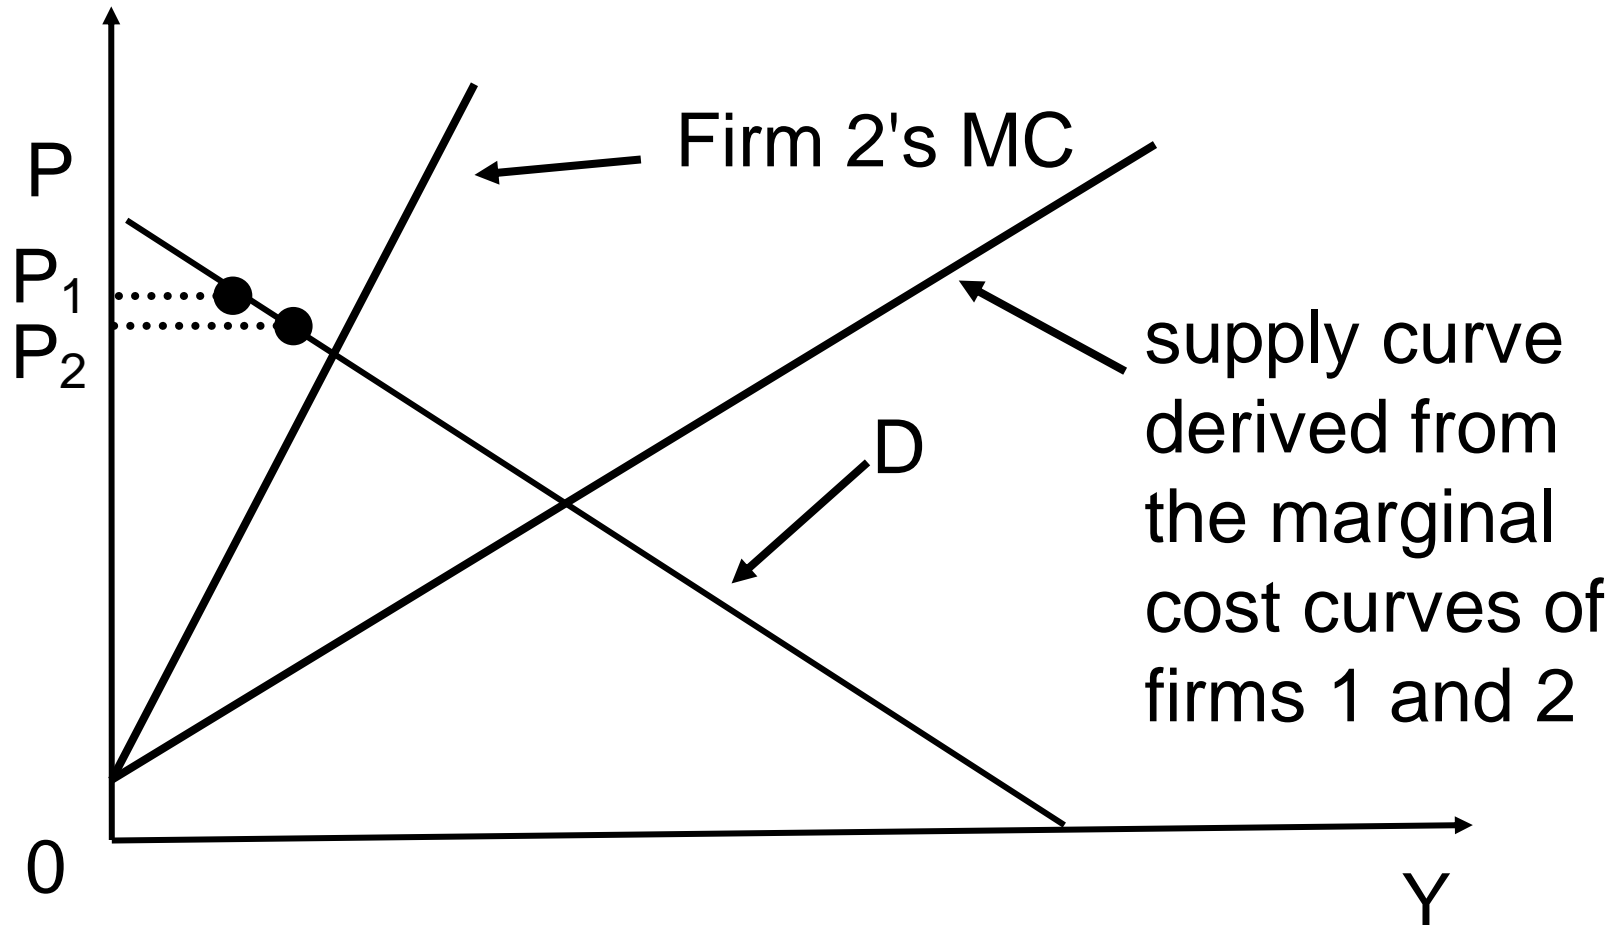 Firm 2's MC
P
P₁
P₂
supply curve
derived from
the marginal
cost curves of
firms 1 and 2
D
0
Y